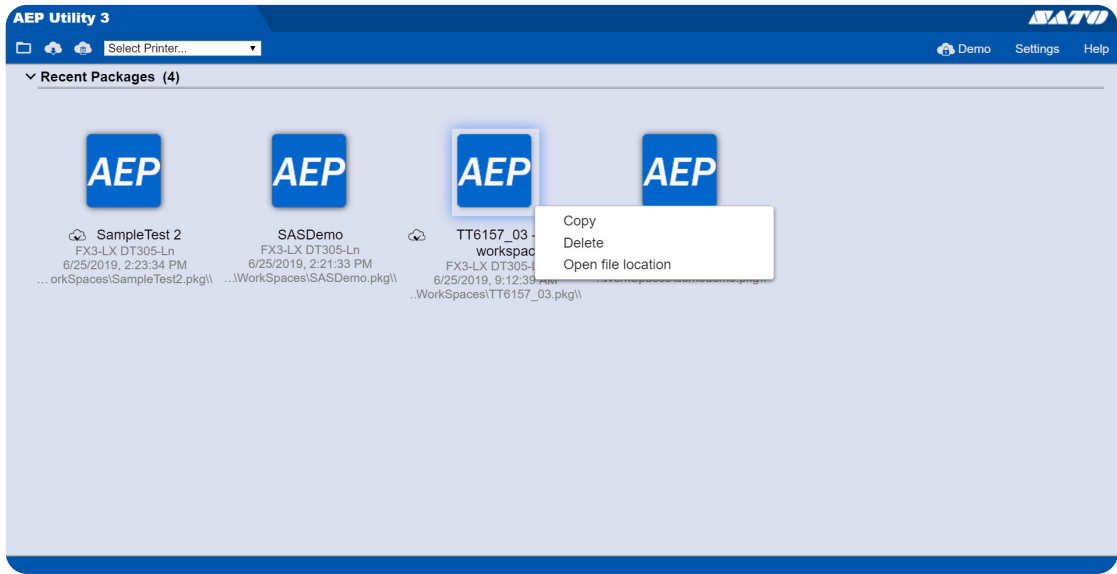 AEP Utility 3
SATO
Select Printer...
Demo Settings Help
Recent Packages (4)
AEP
SampleTest 2
FX3-LX DT305-Ln
6/25/2019, 2:23:34 PM
... orkSpaces\SampleTest2.pkg\\
AEP
SASDemo
FX3-LX DT305-Ln
6/25/2019, 2:21:33 PM
...\WorkSpaces\SASDemo.pkg\\
AEP
TT6157_03 -
workspac
FX3-LX DT305-L
6/25/2019, 9:12:39 AM
..WorkSpaces\TT6157_03.pkg\\
AEP
Copy
Delete
Open file location